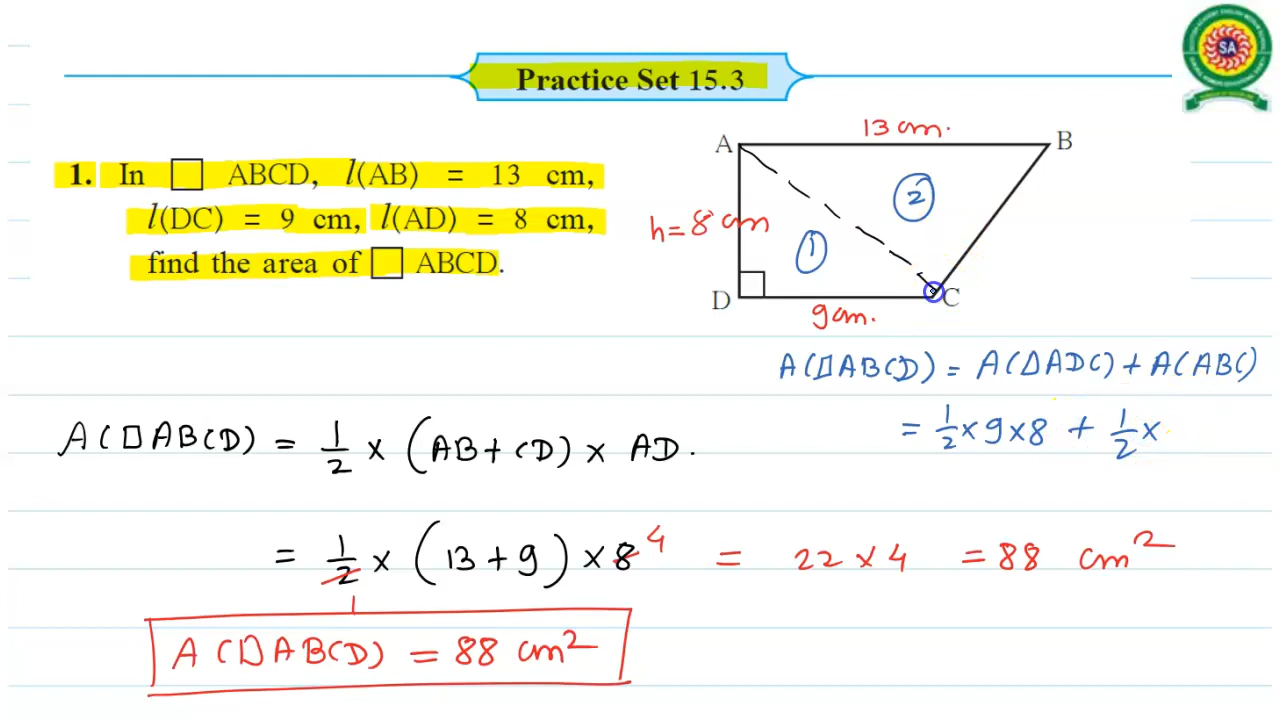 Practice Set 15.3
SA
1. In □ ABCD, l(AB) = 13 cm,
l(DC) = 9 cm, l(AD) = 8 cm,
find the area of □ ABCD.
13 cm.
A
B
h = 8 cm
1
2
D
C
9 cm.
A(□ABCD) = A(△ADC) + A(ABC)
= 1/2 × 9 × 8 + 1/2 ×
A(□ABCD) = 1/2 × (AB + CD) × AD.
= 1/2 × (13 + 9) × 8 4 = 22 × 4 = 88 cm²
1
A(□ABCD) = 88 cm²